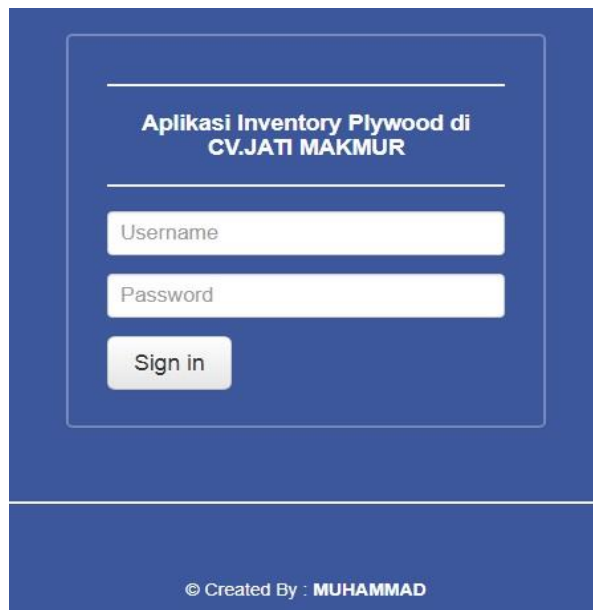 Aplikasi Inventory Plywood di
CV.JATI MAKMUR
Username
Password
Sign in
© Created By : MUHAMMAD